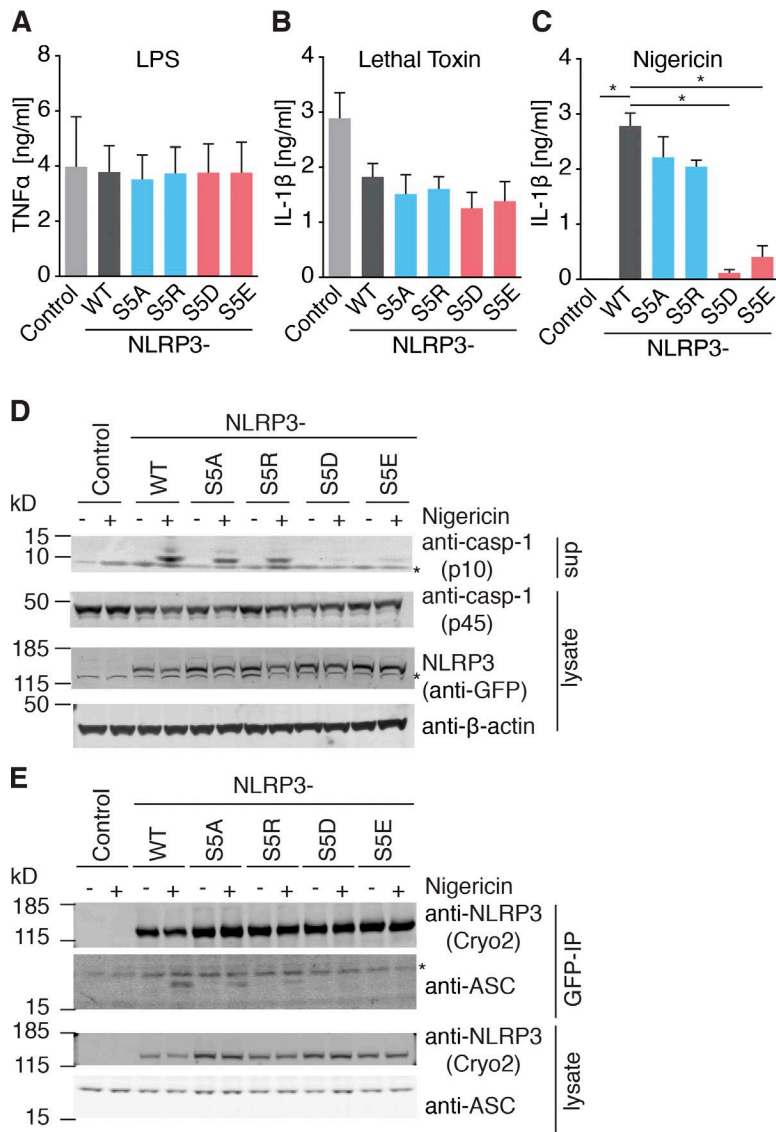 A
LPS
TNFα [ng/ml]
8
6
4
2
0
Control
WT
S5A
S5R
S5D
S5E
NLRP3-
B
Lethal Toxin
IL-1β [ng/ml]
4
3
2
1
0
Control
WT
S5A
S5R
S5D
S5E
NLRP3-
C
Nigericin
IL-1β [ng/ml]
4
3
2
1
0
*
*
*
Control
WT
S5A
S5R
S5D
S5E
NLRP3-
D
NLRP3-
Control
WT
S5A
S5R
S5D
S5E
kD
- + - + - + - + - + - + Nigericin
15
10
anti-casp-1
(p10)
*
sup
50
anti-casp-1
(p45)
185
115
NLRP3
(anti-GFP)
*
50
anti-β-actin
lysate
E
NLRP3-
Control
WT
S5A
S5R
S5D
S5E
kD
- + - + - + - + - + - + Nigericin
185
115
anti-NLRP3
(Cryo2)
*
anti-ASC
15
GFP-IP
185
115
anti-NLRP3
(Cryo2)
anti-ASC
15
lysate